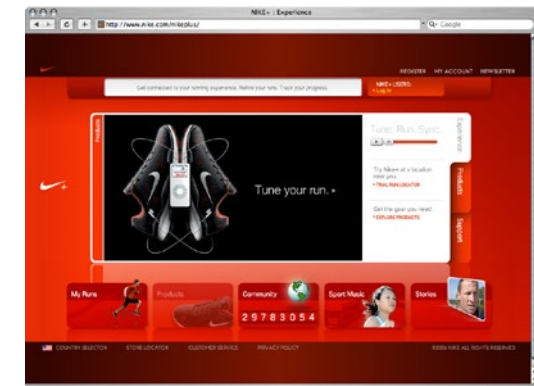 NIKE+ : Experience
http://www.nike.com/nikeplus/
Google
REGISTER MY ACCOUNT NEWSLETTER
Get connected to your running experience. Refine your runs. Track your progress.
NIKE+ USERS:
Log in
Products
Tune your run.
Tune. Run. Sync.
Try Nike+ at a location
near you.
TRAIL RUN LOCATOR
Get the gear you need.
EXPLORE PRODUCTS
Experience
Products
Support
My Runs
Products
Community
29783054
Sport Music
Stories
COUNTRY SELECTOR STORE LOCATOR CUSTOMER SERVICE PRIVACY POLICY
©2006 NIKE ALL RIGHTS RESERVED